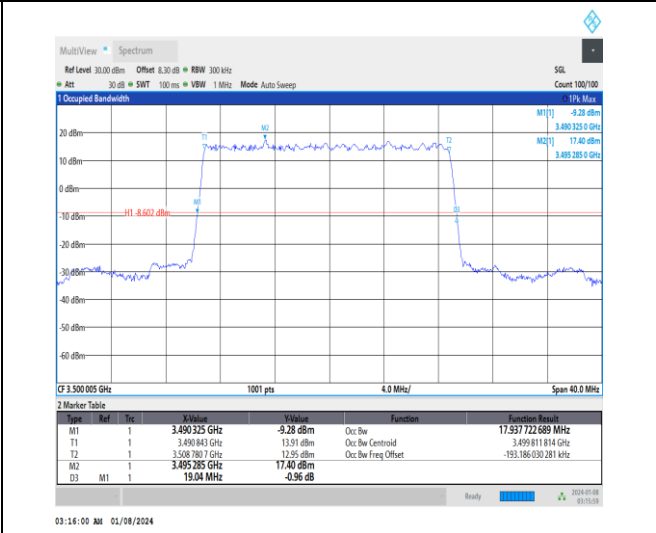 MultiView Spectrum
Ref Level 30.00 dBm Offset 8.30 dB RBW 300 kHz SGL
Att 30 dB SWT 100 ms VBW 1 MHz Mode Auto Sweep Count 100/100
1 Occupied Bandwidth 1Pk Max
M1[1] -9.28 dBm
3.490 325 0 GHz
M2[1] 17.40 dBm
3.495 285 0 GHz
M2
T1
T2
20 dBm
10 dBm
0 dBm
M1
D3
H1 -8.602 dBm
-10 dBm
-20 dBm
-30 dBm
-40 dBm
-50 dBm
-60 dBm
CF 3.500 005 GHz 1001 pts 4.0 MHz/ Span 40.0 MHz
2 Marker Table
Type Ref Trc X-Value Y-Value Function Function Result
M1 1 3.490 325 GHz -9.28 dBm Occ Bw 17.937 722 689 MHz
T1 1 3.490 843 GHz 13.91 dBm Occ Bw Centroid 3.499 811 814 GHz
T2 1 3.508 780 7 GHz 12.95 dBm Occ Bw Freq Offset -193.186 030 281 kHz
M2 1 3.495 285 GHz 17.40 dBm
D3 M1 1 19.04 MHz -0.96 dB
Ready 2024-01-08
03:15:59
03:16:00 AM 01/08/2024